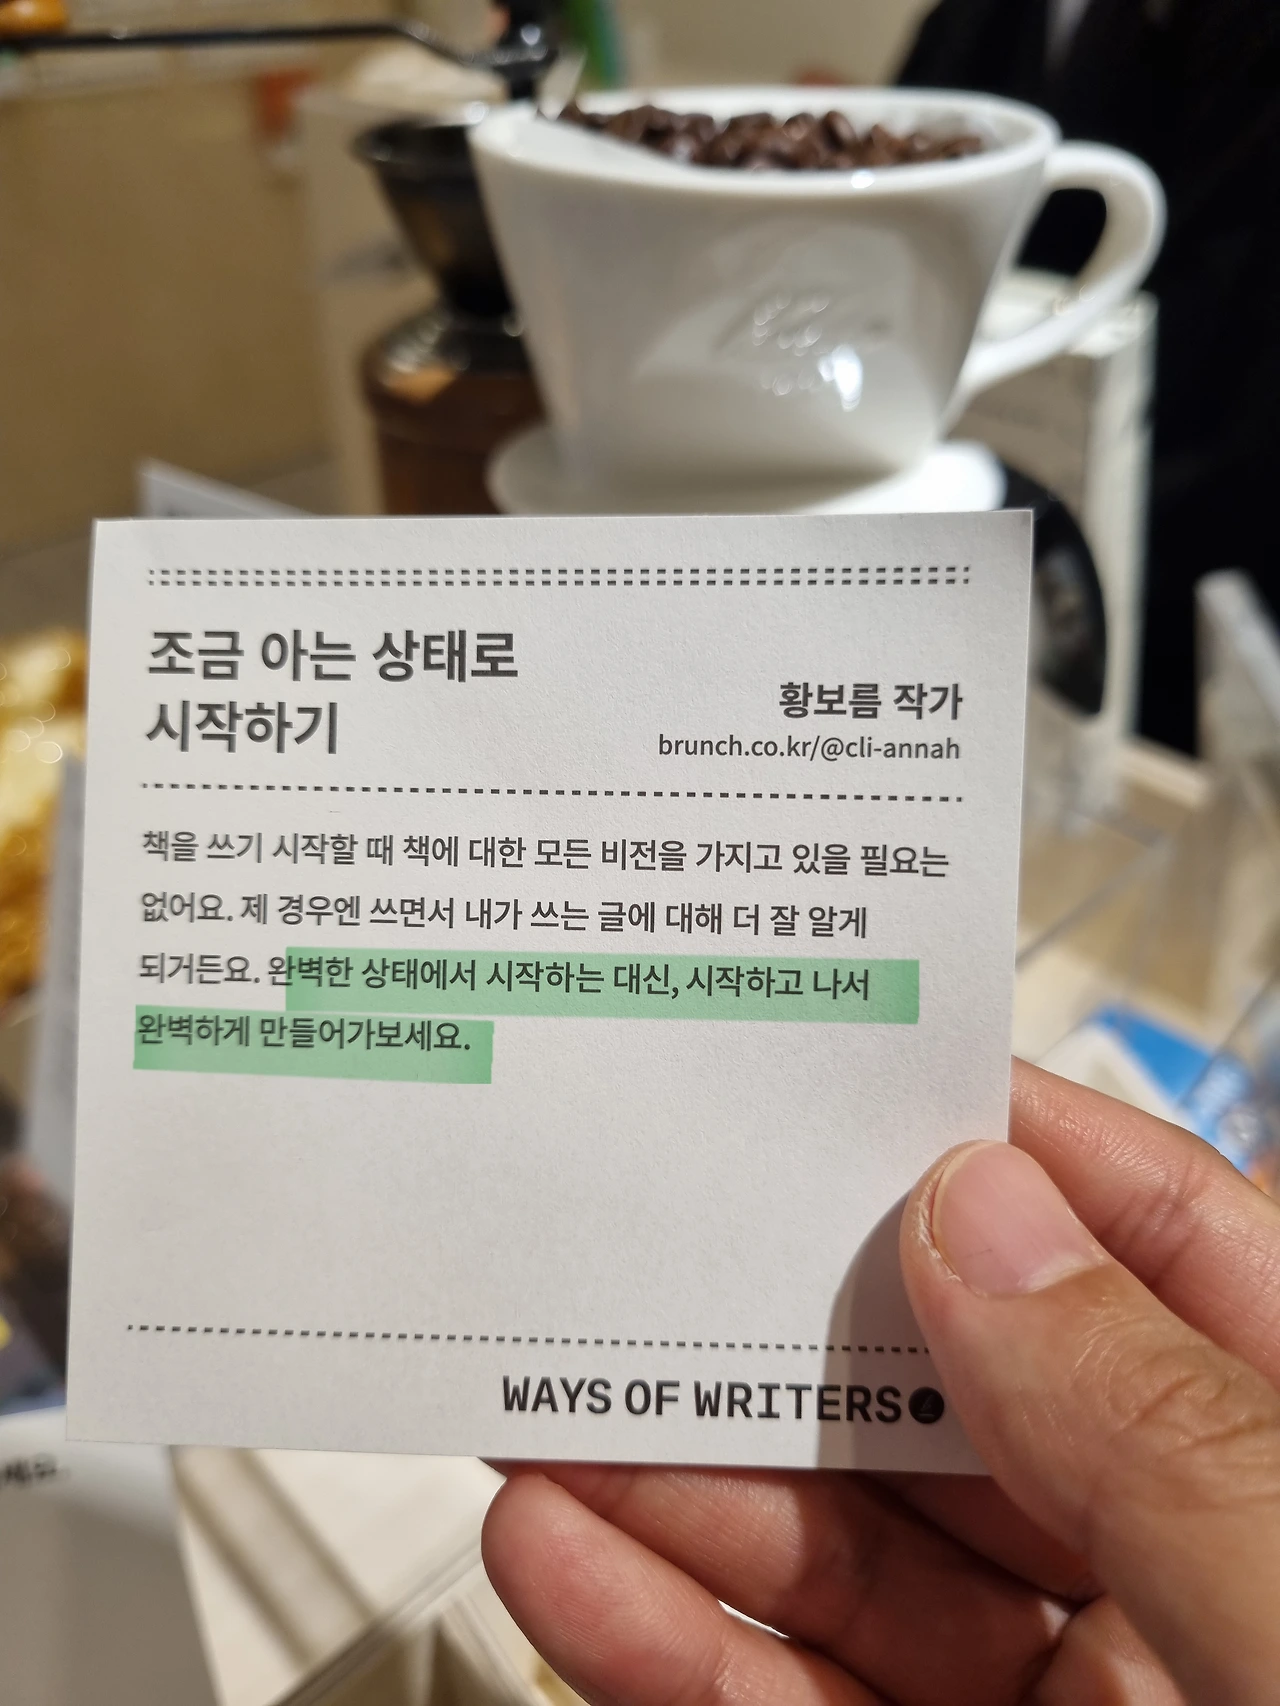 조금 아는 상태로
시작하기
황보름 작가
brunch.co.kr/@cli-annah
책을 쓰기 시작할 때 책에 대한 모든 비전을 가지고 있을 필요는
없어요. 제 경우엔 쓰면서 내가 쓰는 글에 대해 더 잘 알게
되거든요. 완벽한 상태에서 시작하는 대신, 시작하고 나서
완벽하게 만들어가보세요.
WAYS OF WRITERS